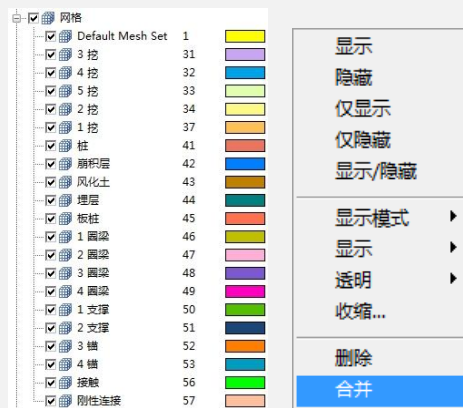 网格
Default Mesh Set 1
3 挖 31
4 挖 32
5 挖 33
2 挖 34
1 挖 37
桩 41
崩积层 42
风化土 43
埋层 44
板桩 45
1 圈梁 46
2 圈梁 47
3 圈梁 48
4 圈梁 49
1 支撑 50
2 支撑 51
3 锚 52
4 锚 53
接触 56
刚性连接 57
显示
隐藏
仅显示
仅隐藏
显示/隐藏
显示模式
显示
透明
收缩...
删除
合并